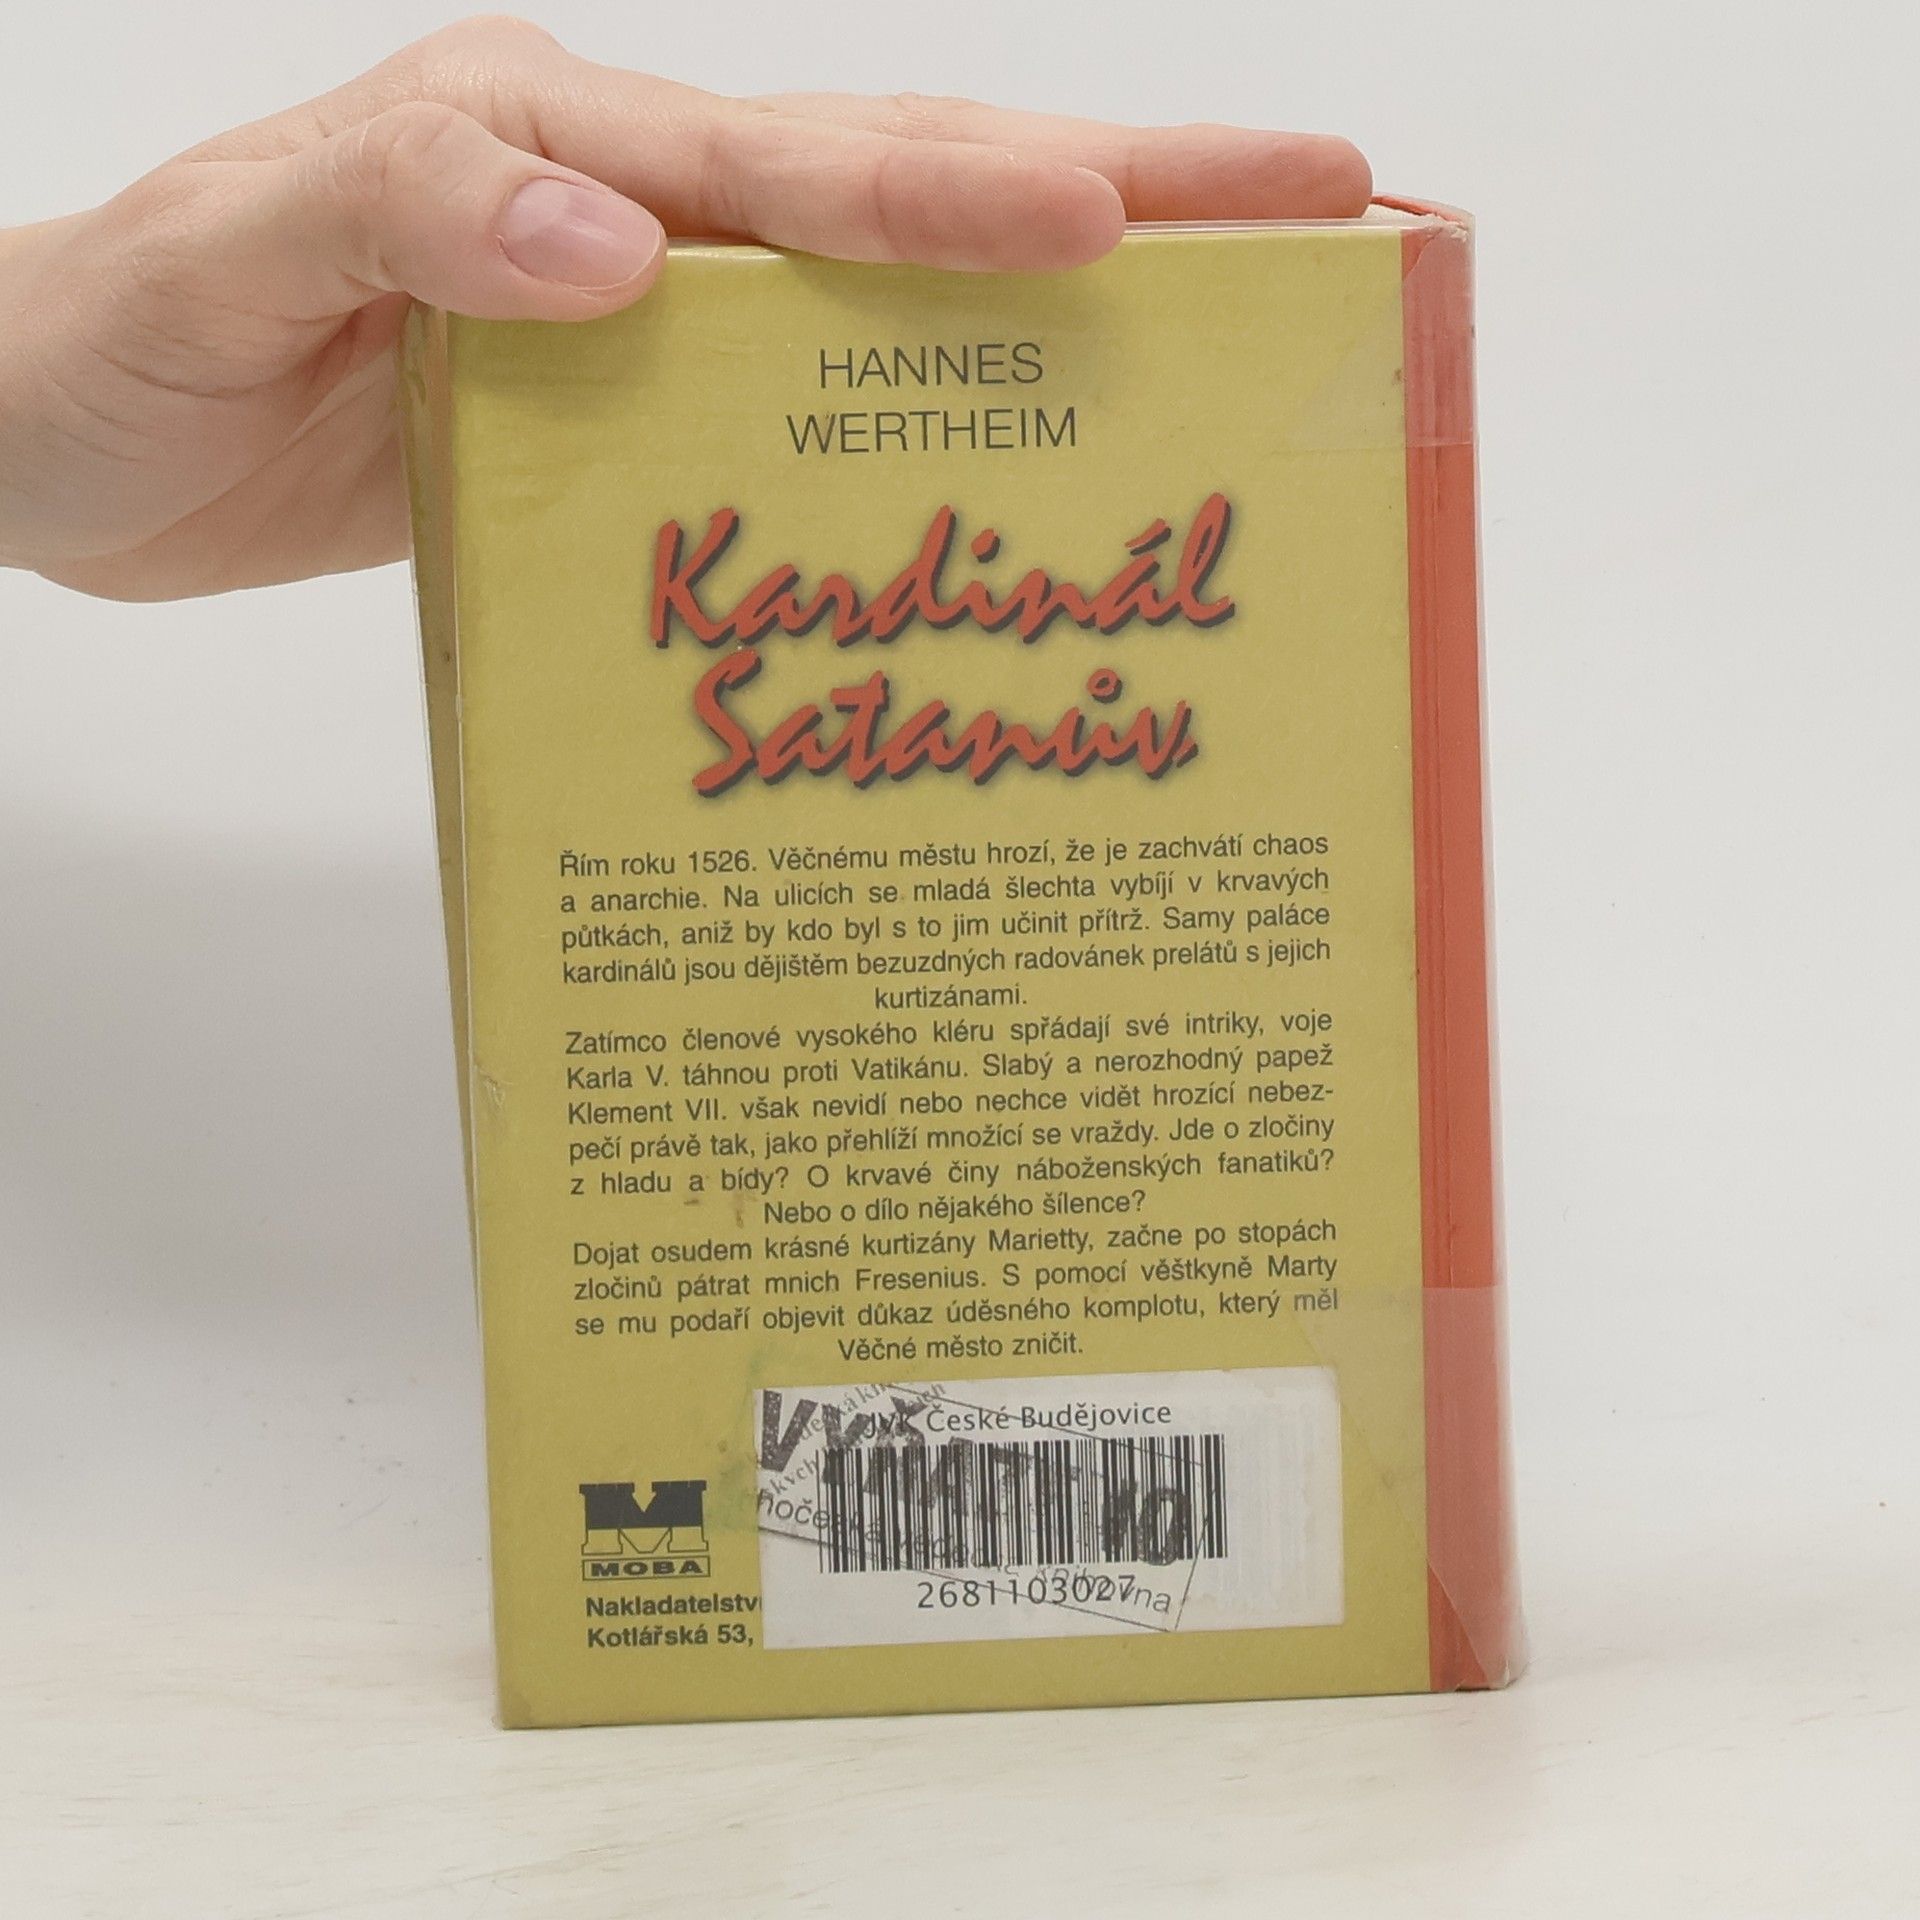 HANNES
WERTHEIM
Kardinál
Satanův
Řím roku 1526. Věčnému městu hrozí, že je zachvátí chaos
a anarchie. Na ulicích se mladá šlechta vybíjí v krvavých
půtkách, aniž by kdo byl s to jim učinit přítrž. Samy paláce
kardinálů jsou dějištěm bezuzdných radovánek prelátů s jejich
kurtizánami.
Zatímco členové vysokého kléru spřádají své intriky, voje
Karla V. táhnou proti Vatikánu. Slabý a nerozhodný papež
Klement VII. však nevidí nebo nechce vidět hrozící nebez-
pečí právě tak, jako přehlíží množící se vraždy. Jde o zločiny
z hladu a bídy? O krvavé činy náboženských fanatiků?
Nebo o dílo nějakého šílence?
Dojat osudem krásné kurtizány Marietty, začne po stopách
zločinů pátrat mnich Fresenius. S pomocí věštkyně Marty
se mu podaří objevit důkaz úděsného komplotu, který měl
Věčné město zničit.
JVK České Budějovice
2681103027
MOBA
Nakladatelstv
Kotlářská 53,